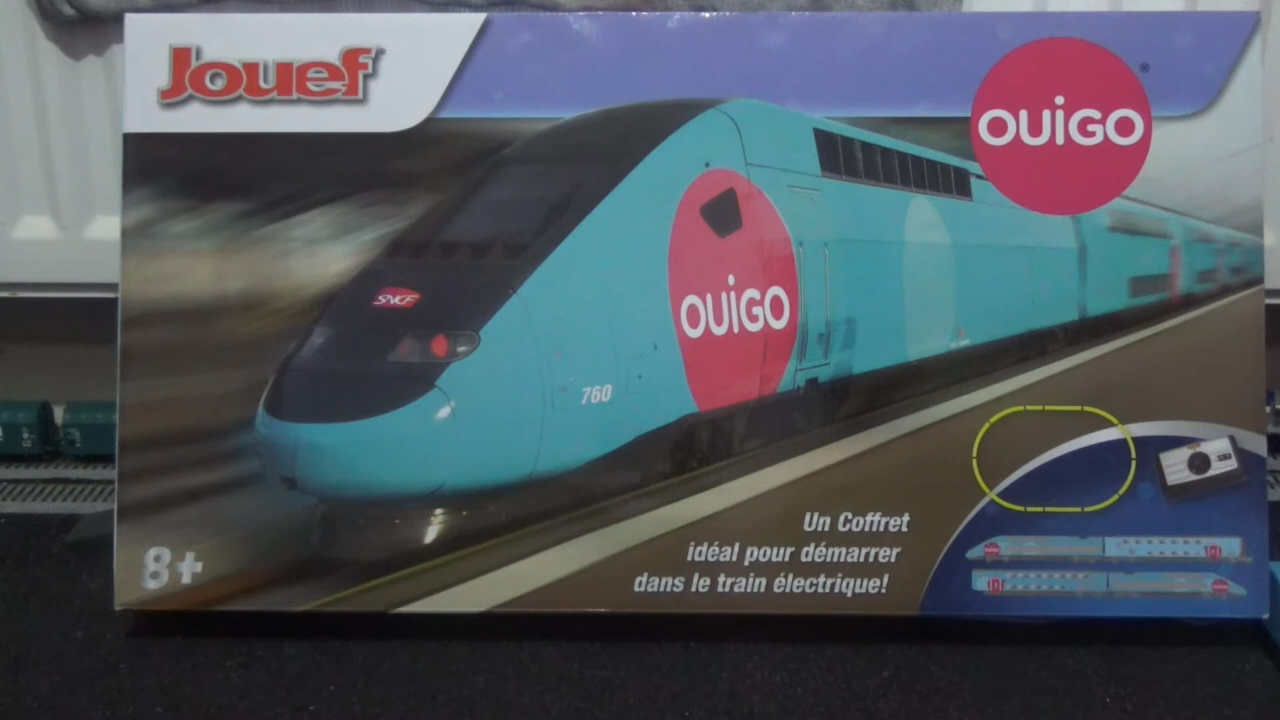 Jouef
OUiGO
®
SNCF
OUiGO
760
8+
Un Coffret
idéal pour démarrer
dans le train électrique!